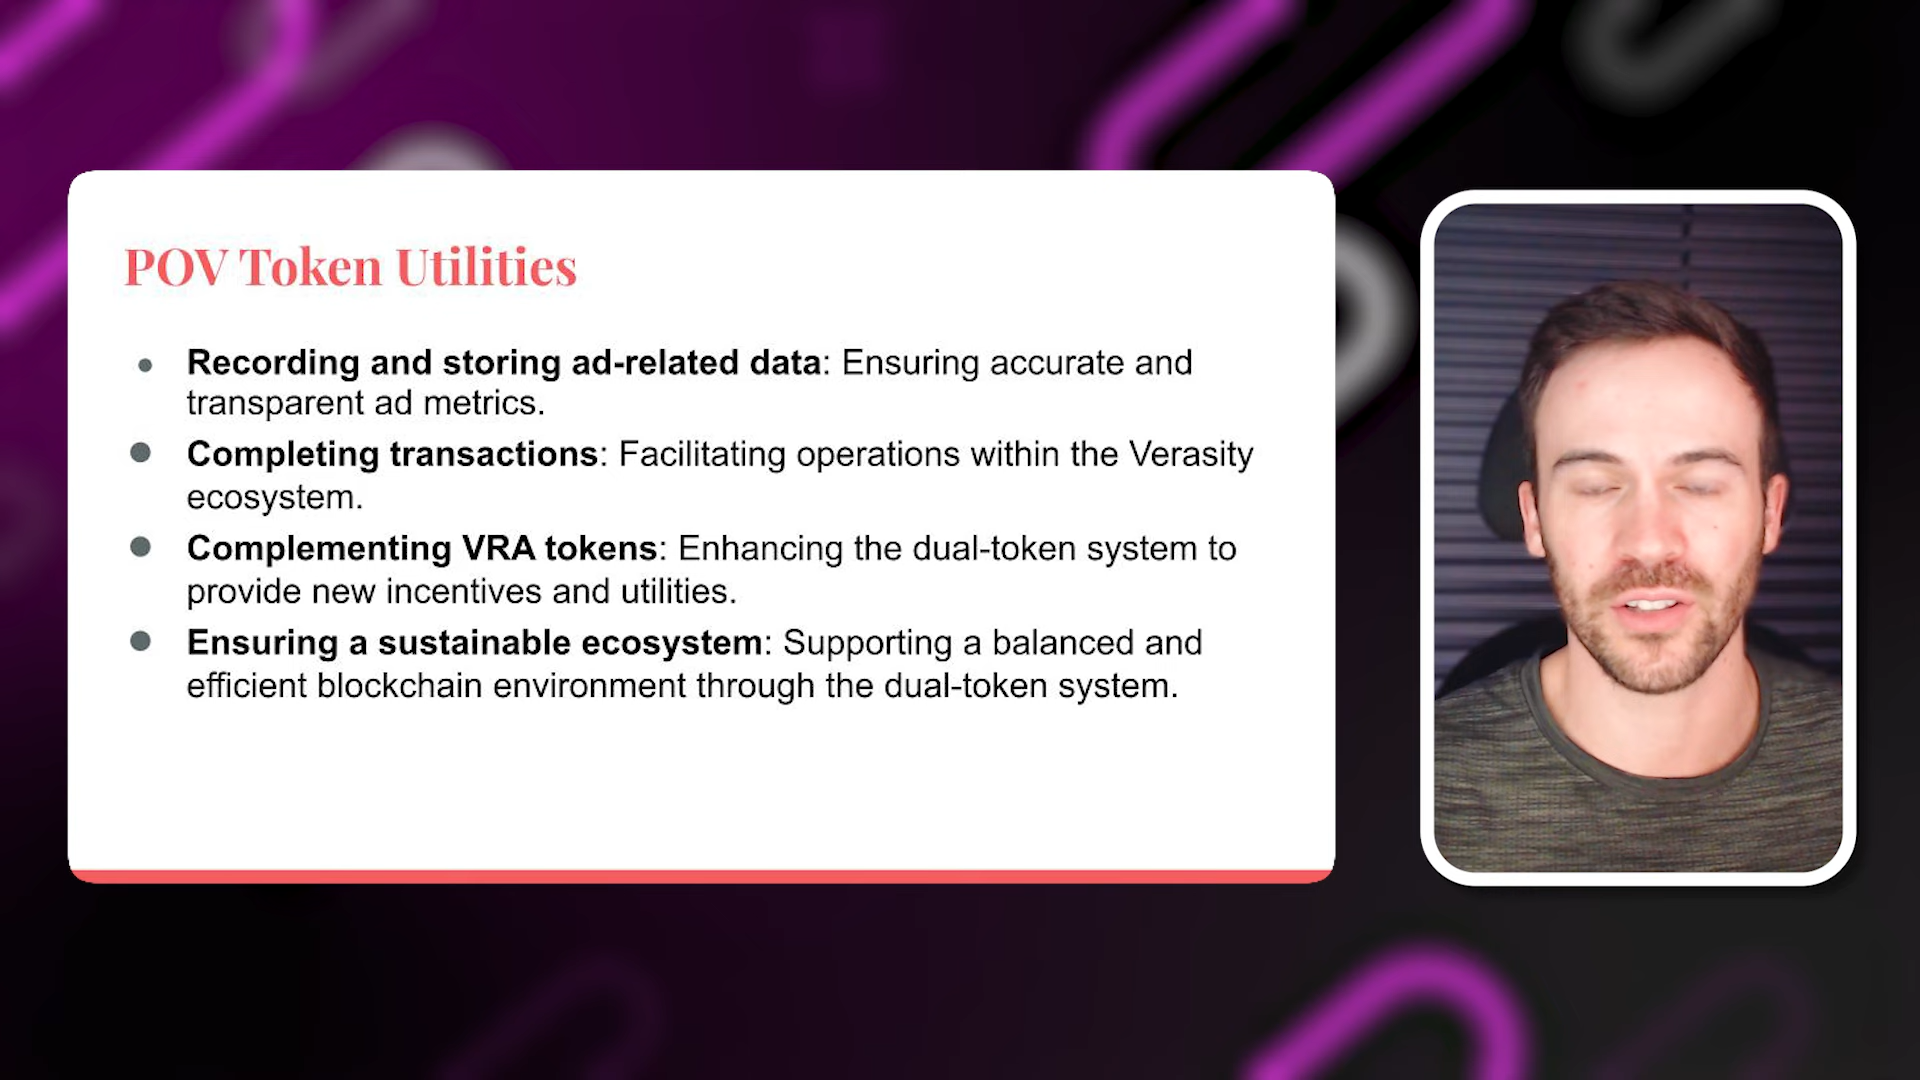 POV Token Utilities
● Recording and storing ad-related data: Ensuring accurate and
transparent ad metrics.
● Completing transactions: Facilitating operations within the Verasity
ecosystem.
● Complementing VRA tokens: Enhancing the dual-token system to
provide new incentives and utilities.
● Ensuring a sustainable ecosystem: Supporting a balanced and
efficient blockchain environment through the dual-token system.